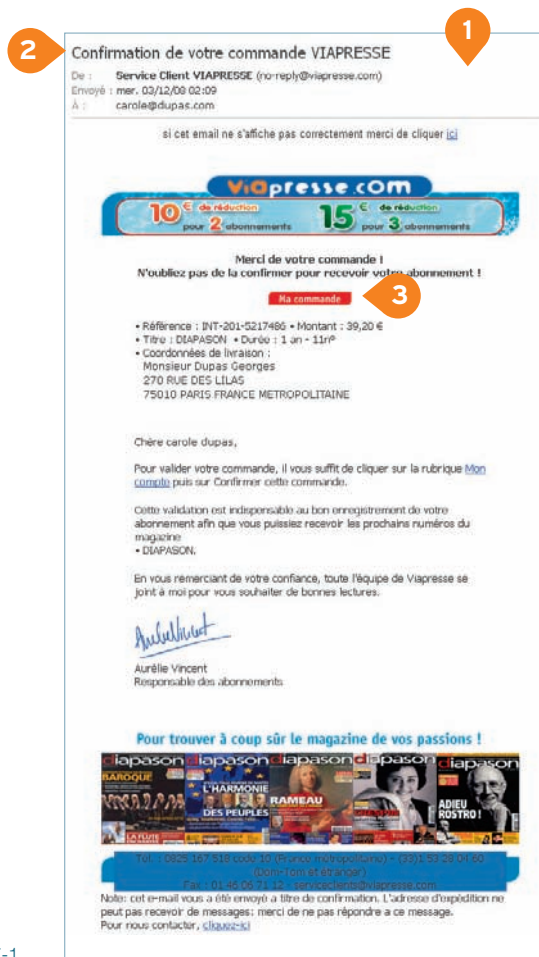 1
2
Confirmation de votre commande VIAPRESSE
De : Service Client VIAPRESSE (no-reply@viapresse.com)
Envoyé : mer. 03/12/08 02:09
À : carole@dupas.com
si cet email ne s'affiche pas correctement merci de cliquer ici
viapresse.com
10 € de réduction pour 2 abonnements
15 € de réduction pour 3 abonnements
Merci de votre commande !
N'oubliez pas de la confirmer pour recevoir votre abonnement !
Ma commande
3
• Référence : INT-201-5217486 • Montant : 39,20 €
• Titre : DIAPASON • Durée : 1 an - 11n°
• Coordonnées de livraison :
Monsieur Dupas Georges
270 RUE DES LILAS
75010 PARIS FRANCE METROPOLITAINE
Chère carole dupas,
Pour valider votre commande, il vous suffit de cliquer sur la rubrique Mon
compte puis sur Confirmer cette commande.
Cette validation est indispensable au bon enregistrement de votre
abonnement afin que vous puissiez recevoir les prochains numéros du
magazine
• DIAPASON.
En vous remerciant de votre confiance, toute l'équipe de Viapresse se
joint à moi pour vous souhaiter de bonnes lectures.
Aurélie Vincent
Responsable des abonnements
Pour trouver à coup sûr le magazine de vos passions !
diapason diapason diapason diapason diapason
BAROQUE
L'HARMONIE
DES PEUPLES
RAMEAU
ADIEU
ROSTRO !
LA FLUTE
Tél. : 0825 167 518 code 10 (France métropolitaine) - (33)1 53 28 04 60
(Dom-Tom et étranger)
Fax : 01 46 06 71 12 - serviceclients@viapresse.com
Note: cet e-mail vous a été envoyé a titre de confirmation. L'adresse d'expédition ne
peut pas recevoir de messages: merci de ne pas répondre a ce message.
Pour nous contacter, cliquez-ici
-1